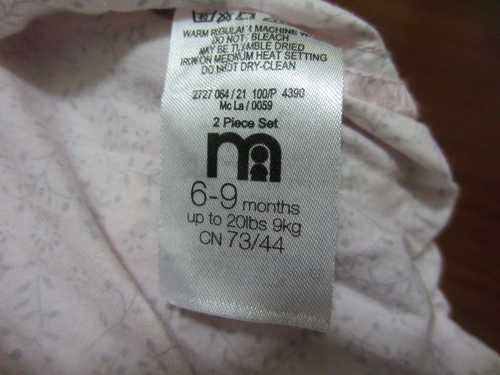 WARM REGULAR MACHINE W
DO NOT BLEACH
MAY BE TUMBLE DRIED
IRON ON MEDIUM HEAT SETTING
DO NOT DRY-CLEAN
2727 064/21 100/P 4390
Mc La/0059
2 Piece Set
m
6-9 months
up to 20lbs 9kg
CN 73/44